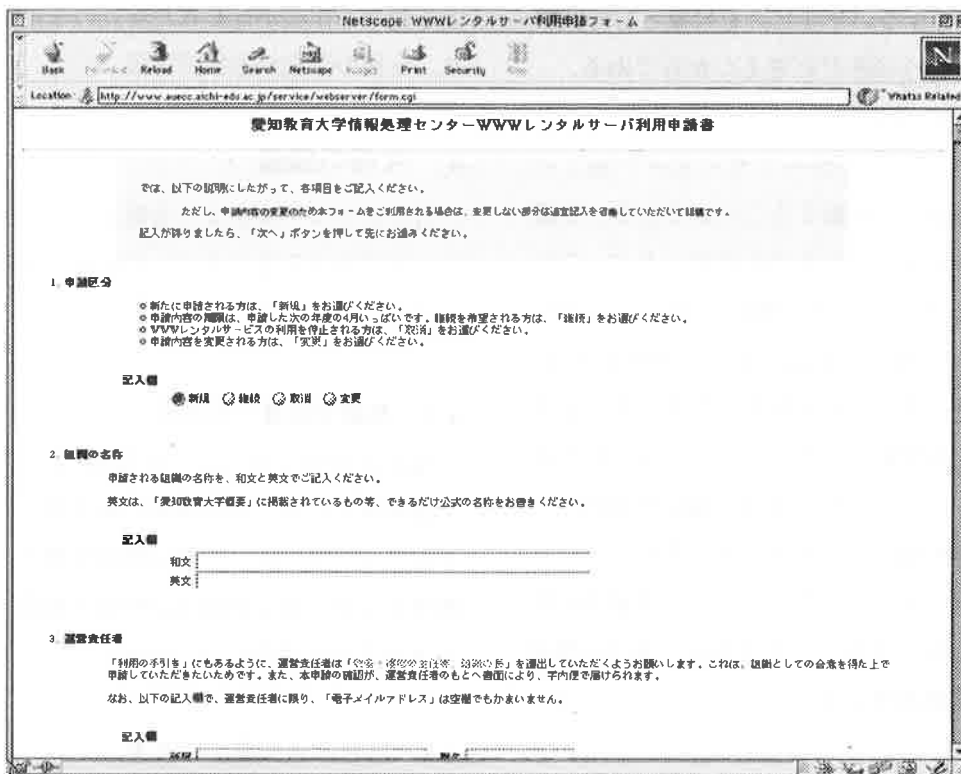 Netscape: WWWレンタルサーバ利用申請フォーム
Back Reload Home Search Netscape Print Security
Location: http://www.auecc.aichi-edu.ac.jp/service/webserver/form.cgi What's Related
愛知教育大学情報処理センターWWWレンタルサーバ利用申請書
では、以下の説明にしたがって、各項目をご記入ください。
ただし、申請内容の変更のため本フォームをご利用される場合は、変更しない部分は適宜記入を省略していただいて結構です。
記入が終りましたら、「次へ」ボタンを押して先にお進みください。
1. 申請区分
新たに申請される方は、「新規」をお選びください。
申請内容の期限は、申請した次の年度の4月いっぱいです。継続を希望される方は、「継続」をお選びください。
WWWレンタルサービスの利用を停止される方は、「取消」をお選びください。
申請内容を変更される方は、「変更」をお選びください。
記入欄
新規 継続 取消 変更
2. 組織の名称
申請される組織の名称を、和文と英文でご記入ください。
英文は、「愛知教育大学概要」に掲載されているもの等、できるだけ公式の名称をお書きください。
記入欄
和文
英文
3. 運営責任者
「利用の手引き」にもあるように、運営責任者は「 」を選出していただくようお願いします。これは、組織としての合意を得た上で
申請していただきたいためです。また、本申請の確認が、運営責任者のもとへ書面により、学内便で届けられます。
なお、以下の記入欄で、運営責任者に限り、「電子メイルアドレス」は空欄でもかまいません。
記入欄